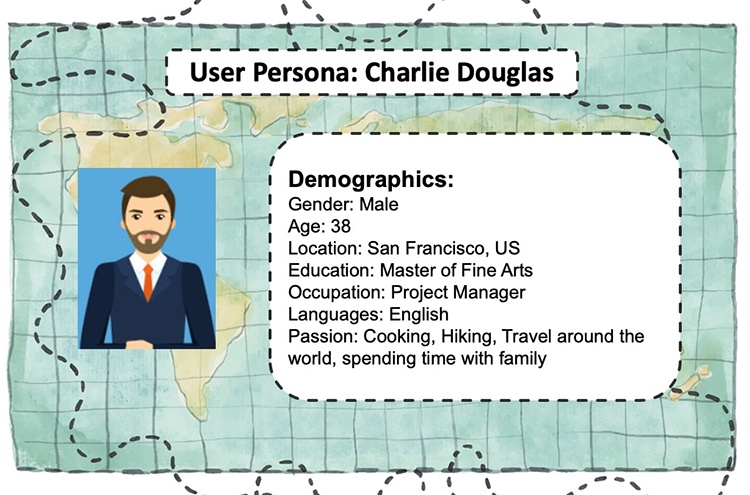 User Persona: Charlie Douglas
Demographics:
Gender: Male
Age: 38
Location: San Francisco, US
Education: Master of Fine Arts
Occupation: Project Manager
Languages: English
Passion: Cooking, Hiking, Travel around the
world, spending time with family